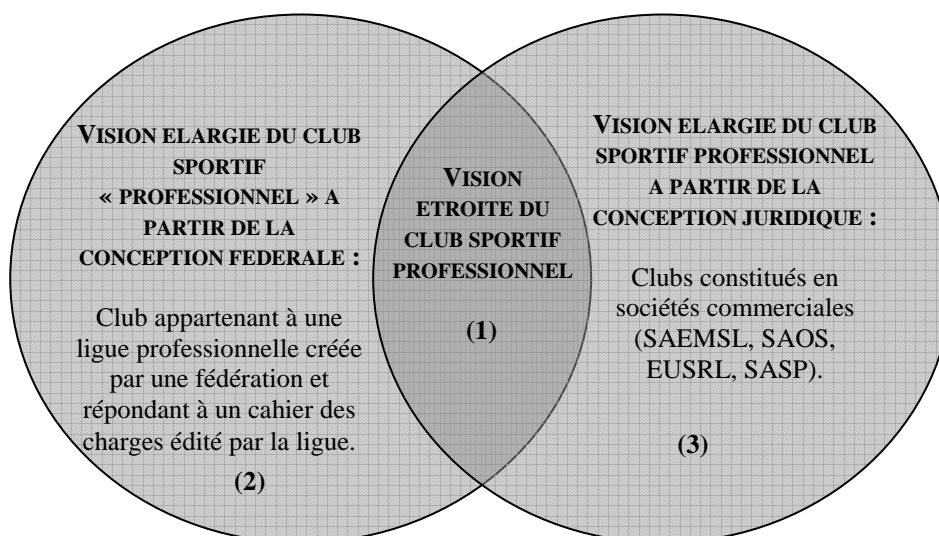 VISION ELARGIE DU CLUB
SPORTIF
« PROFESSIONNEL » A
PARTIR DE LA
CONCEPTION FEDERALE :
Club appartenant à une
ligue professionnelle créée
par une fédération et
répondant à un cahier des
charges édité par la ligue.
(2)
VISION
ETROITE DU
CLUB SPORTIF
PROFESSIONNEL
(1)
VISION ELARGIE DU CLUB
SPORTIF PROFESSIONNEL
A PARTIR DE LA
CONCEPTION JURIDIQUE :
Clubs constitués en
sociétés commerciales
(SAEMSL, SAOS,
EUSRL, SASP).
(3)